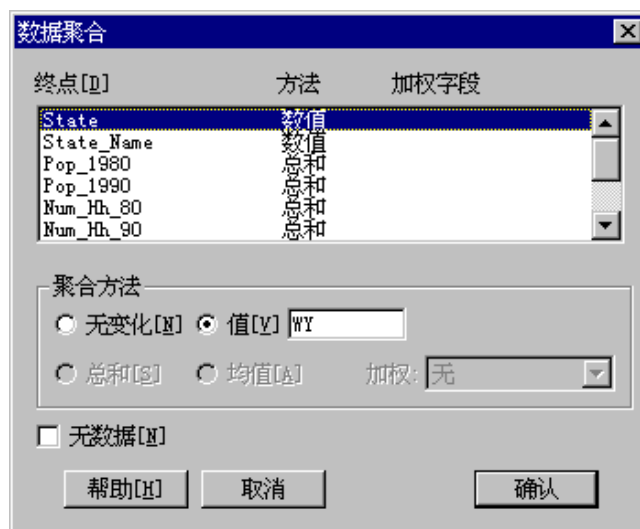 数据聚合
终点[D] 方法 加权字段
State 数值
State_Name 数值
Pop_1980 总和
Pop_1990 总和
Num_Hh_80 总和
Num_Hh_90 总和
聚合方法
无变化[N] 值[V] WY
总和[S] 均值[A] 加权: 无
无数据[N]
帮助[H] 取消 确认